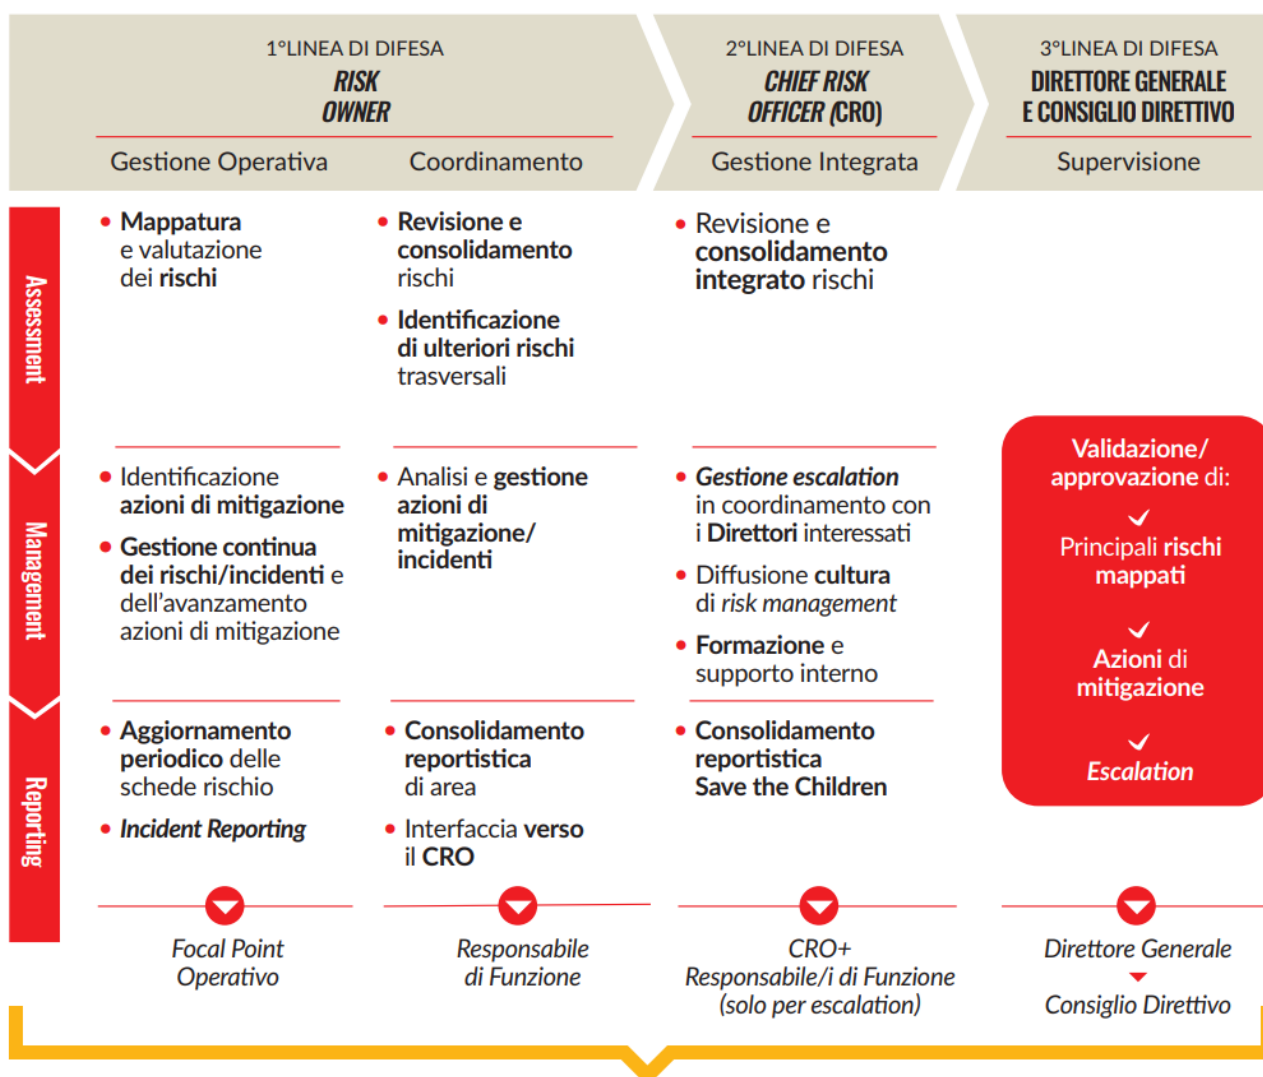 1°LINEA DI DIFESA
RISK
OWNER
Gestione Operativa
Coordinamento
2°LINEA DI DIFESA
CHIEF RISK
OFFICER (CRO)
Gestione Integrata
3°LINEA DI DIFESA
DIRETTORE GENERALE
E CONSIGLIO DIRETTIVO
Supervisione
Assessment
• Mappatura
e valutazione
dei rischi
• Revisione e
consolidamento
rischi
• Identificazione
di ulteriori rischi
trasversali
• Revisione e
consolidamento
integrato rischi
Management
• Identificazione
azioni di mitigazione
• Gestione continua
dei rischi/incidenti e
dell'avanzamento
azioni di mitigazione
• Analisi e gestione
azioni di
mitigazione/
incidenti
• Gestione escalation
in coordinamento con
i Direttori interessati
• Diffusione cultura
di risk management
• Formazione e
supporto interno
Validazione/
approvazione di:
Principali rischi
mappati
Azioni di
mitigazione
Escalation
Reporting
• Aggiornamento
periodico delle
schede rischio
• Incident Reporting
• Consolidamento
reportistica
di area
• Interfaccia verso
il CRO
• Consolidamento
reportistica
Save the Children
Focal Point
Operativo
Responsabile
di Funzione
CRO+
Responsabile/i di Funzione
(solo per escalation)
Direttore Generale
Consiglio Direttivo